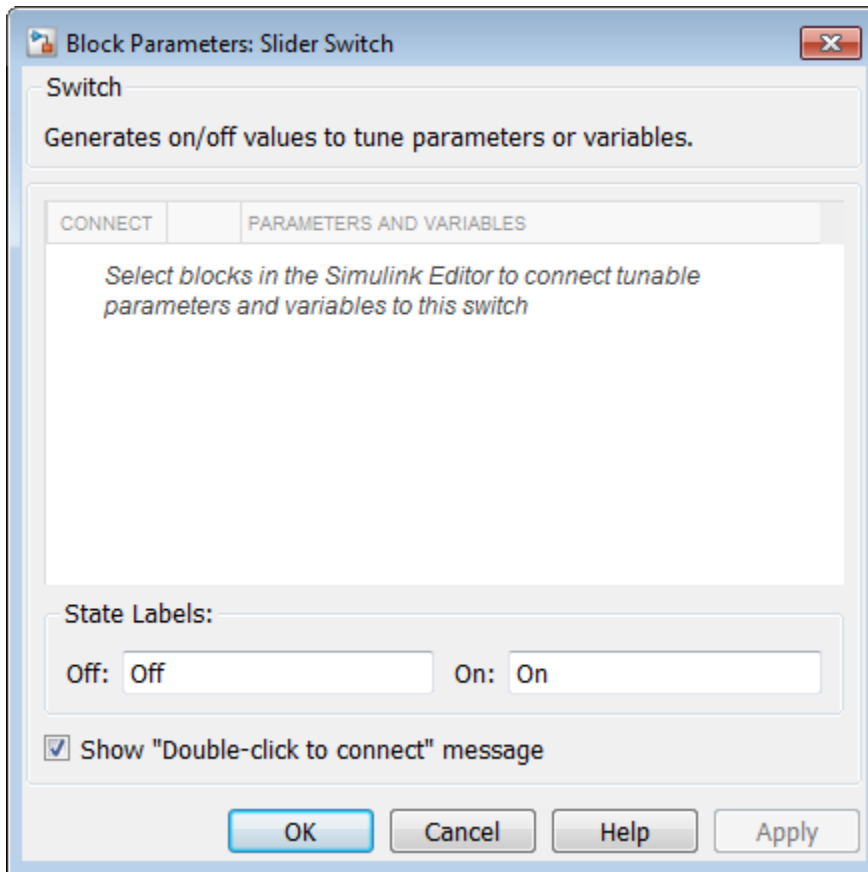 Block Parameters: Slider Switch
Switch
Generates on/off values to tune parameters or variables.
CONNECT PARAMETERS AND VARIABLES
Select blocks in the Simulink Editor to connect tunable
parameters and variables to this switch
State Labels:
Off: Off On: On
Show "Double-click to connect" message
OK Cancel Help Apply